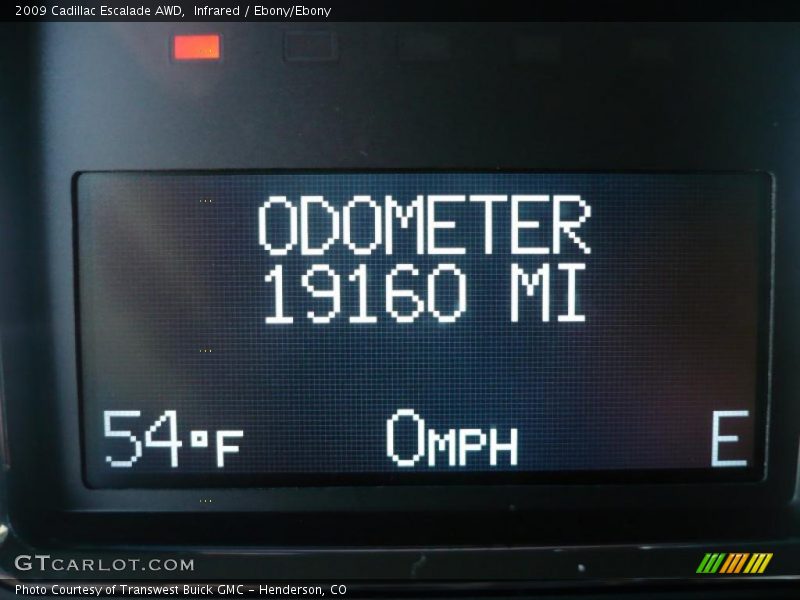 2009 Cadillac Escalade AWD,  Infrared / Ebony/Ebony
ODOMETER
19160 MI
54°F 0MPH E
GTCARLOT.COM
Photo Courtesy of Transwest Buick GMC - Henderson, CO